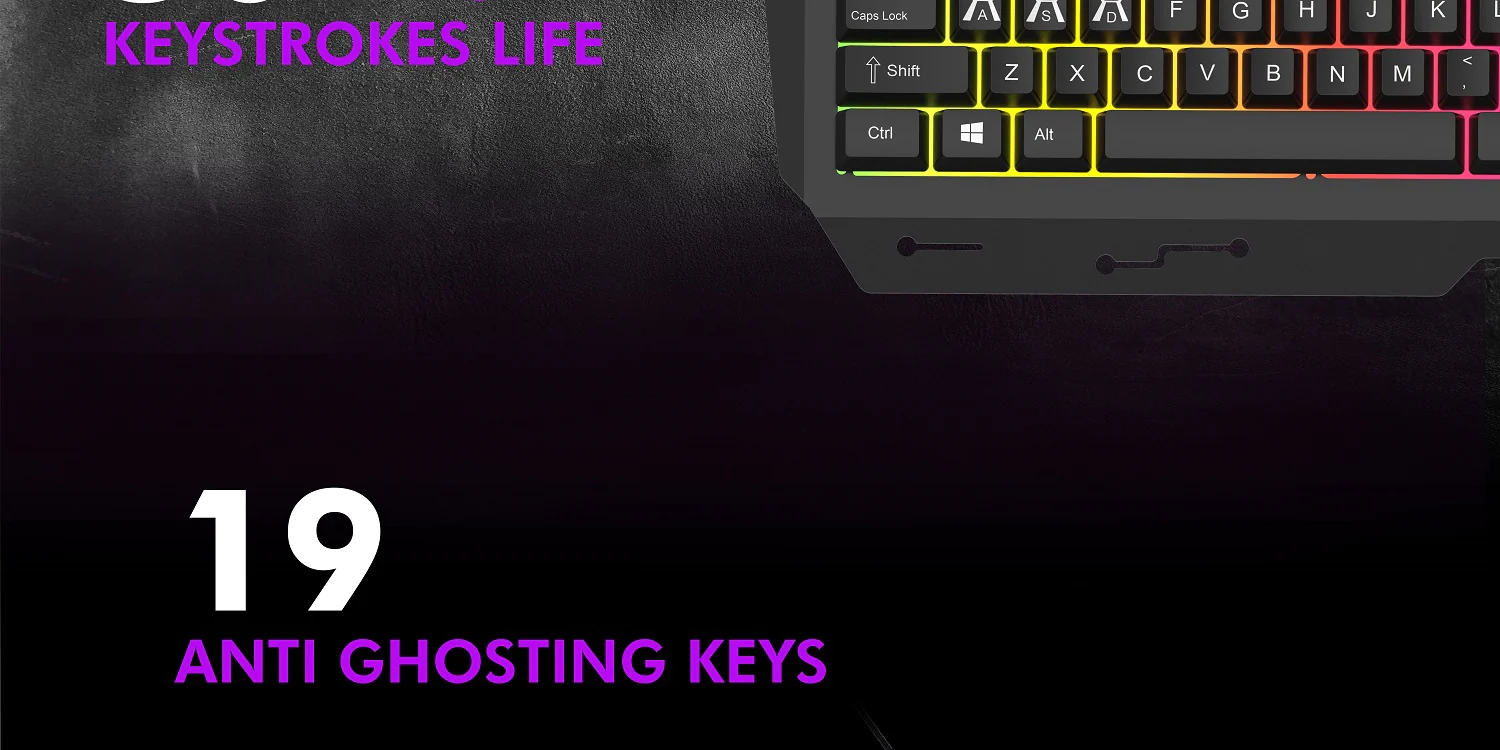 KEYSTROKES LIFE
Caps Lock A S D F G H J K L
Shift Z X C V B N M < ,
Ctrl Alt
19
ANTI GHOSTING KEYS